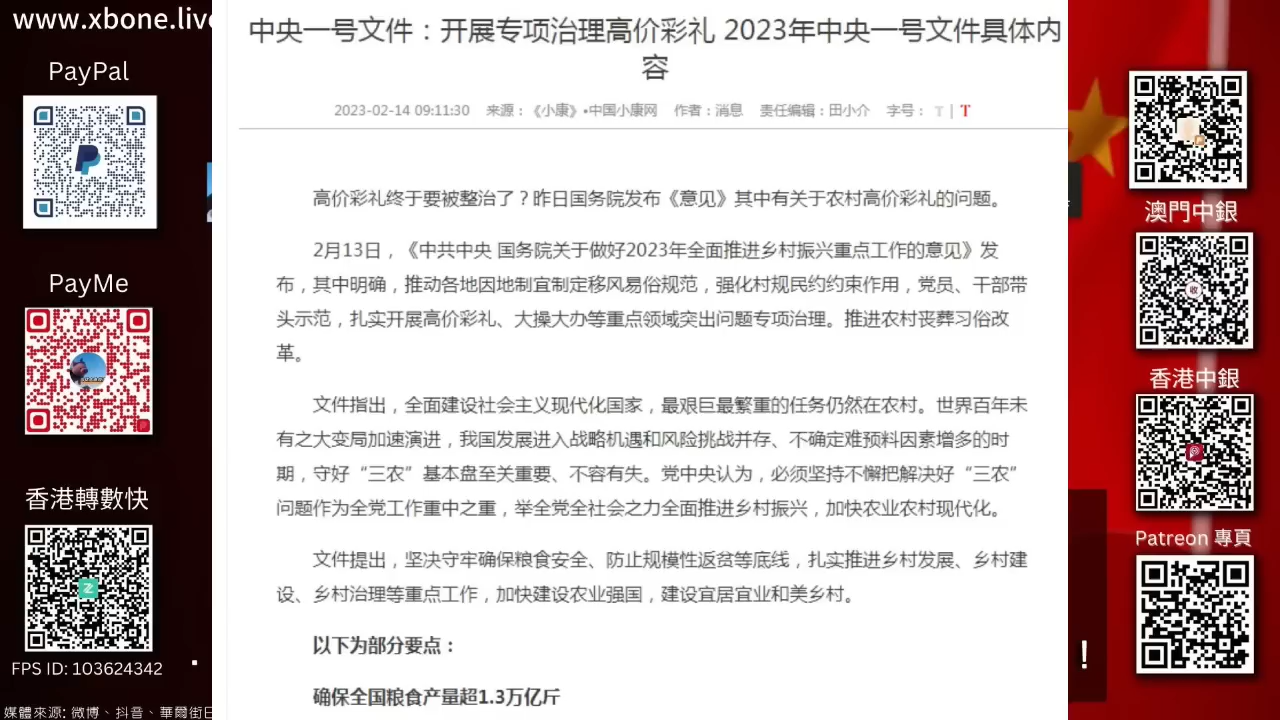 www.xbone.live
PayPal
PayMe
香港轉數快
FPS ID: 103624342
媒體來源: 微博、抖音、華爾街日
中央一号文件：开展专项治理高价彩礼 2023年中央一号文件具体内
容
2023-02-14 09:11:30 来源：《小康》•中国小康网 作者：消息 责任编辑：田小介 字号： T | T
高价彩礼终于要被整治了？昨日国务院发布《意见》其中有关于农村高价彩礼的问题。
2月13日，《中共中央 国务院关于做好2023年全面推进乡村振兴重点工作的意见》发
布，其中明确，推动各地因地制宜制定移风易俗规范，强化村规民约约束作用，党员、干部带
头示范，扎实开展高价彩礼、大操大办等重点领域突出问题专项治理。推进农村丧葬习俗改
革。
文件指出，全面建设社会主义现代化国家，最艰巨最繁重的任务仍然在农村。世界百年未
有之大变局加速演进，我国发展进入战略机遇和风险挑战并存、不确定难预料因素增多的时
期，守好“三农”基本盘至关重要、不容有失。党中央认为，必须坚持不懈把解决好“三农”
问题作为全党工作重中之重，举全党全社会之力全面推进乡村振兴，加快农业农村现代化。
文件提出，坚决守牢确保粮食安全、防止规模性返贫等底线，扎实推进乡村发展、乡村建
设、乡村治理等重点工作，加快建设农业强国，建设宜居宜业和美乡村。
以下为部分要点：
确保全国粮食产量超1.3万亿斤
澳門中銀
香港中銀
Patreon 專頁
！